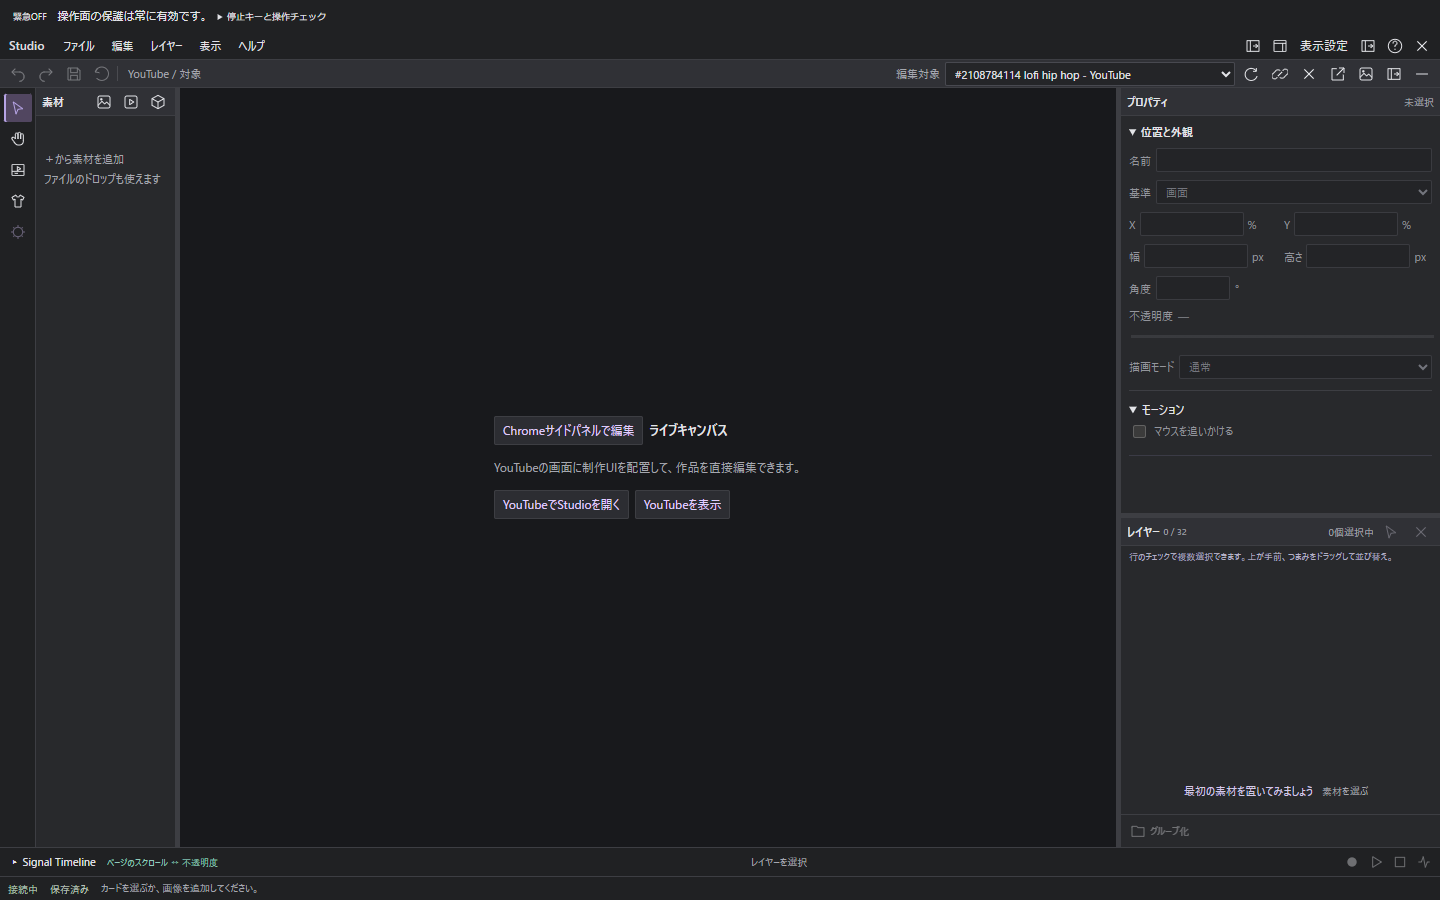 緊急OFF 操作面の保護は常に有効です。 ▶ 停止キーと操作チェック
Studio ファイル 編集 レイヤー 表示 ヘルプ 表示設定
YouTube / 対象 編集対象 #2108784114 lofi hip hop - YouTube
素材
+から素材を追加
ファイルのドロップも使えます
Chromeサイドパネルで編集 ライブキャンバス
YouTubeの画面に制作UIを配置して、作品を直接編集できます。
YouTubeでStudioを開く YouTubeを表示
プロパティ 未選択
▼ 位置と外観
名前
基準 画面
X % Y %
幅 px 高さ px
角度 °
不透明度 —
描画モード 通常
▼ モーション
マウスを追いかける
レイヤー 0 / 32 0個選択中
行のチェックで複数選択できます。上が手前、つまみをドラッグして並び替え。
最初の素材を置いてみましょう 素材を選ぶ
グループ化
▸ Signal Timeline ページのスクロール ↔ 不透明度 レイヤーを選択
接続中 保存済み カードを選ぶか、画像を追加してください。